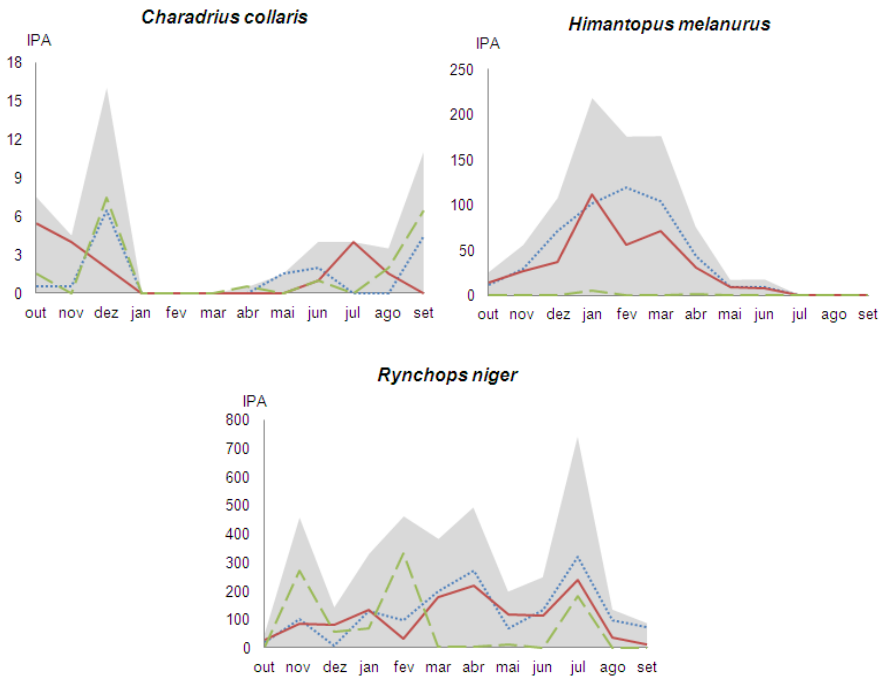 Charadrius collaris
IPA
18
15
12
9
6
3
0
out nov dez jan fev mar abr mai jun jul ago set
Himantopus melanurus
IPA
250
200
150
100
50
0
out nov dez jan fev mar abr mai jun jul ago set
Rynchops niger
IPA
800
700
600
500
400
300
200
100
0
out nov dez jan fev mar abr mai jun jul ago set